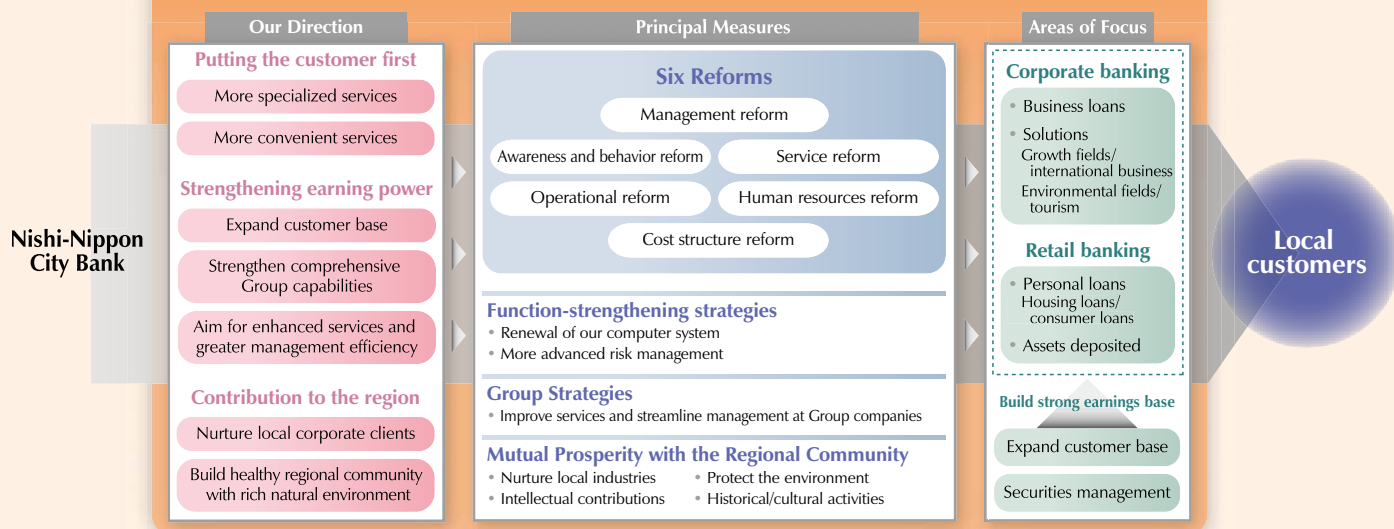 Nishi-Nippon
City Bank
Our Direction
Putting the customer first
More specialized services
More convenient services
Strengthening earning power
Expand customer base
Strengthen comprehensive
Group capabilities
Aim for enhanced services and
greater management efficiency
Contribution to the region
Nurture local corporate clients
Build healthy regional community
with rich natural environment
Principal Measures
Six Reforms
Management reform
Awareness and behavior reform
Service reform
Operational reform
Human resources reform
Cost structure reform
Function-strengthening strategies
• Renewal of our computer system
• More advanced risk management
Group Strategies
• Improve services and streamline management at Group companies
Mutual Prosperity with the Regional Community
• Nurture local industries
• Protect the environment
• Intellectual contributions
• Historical/cultural activities
Areas of Focus
Corporate banking
• Business loans
• Solutions
Growth fields/
international business
Environmental fields/
tourism
Retail banking
• Personal loans
Housing loans/
consumer loans
• Assets deposited
Build strong earnings base
Expand customer base
Securities management
Local
customers